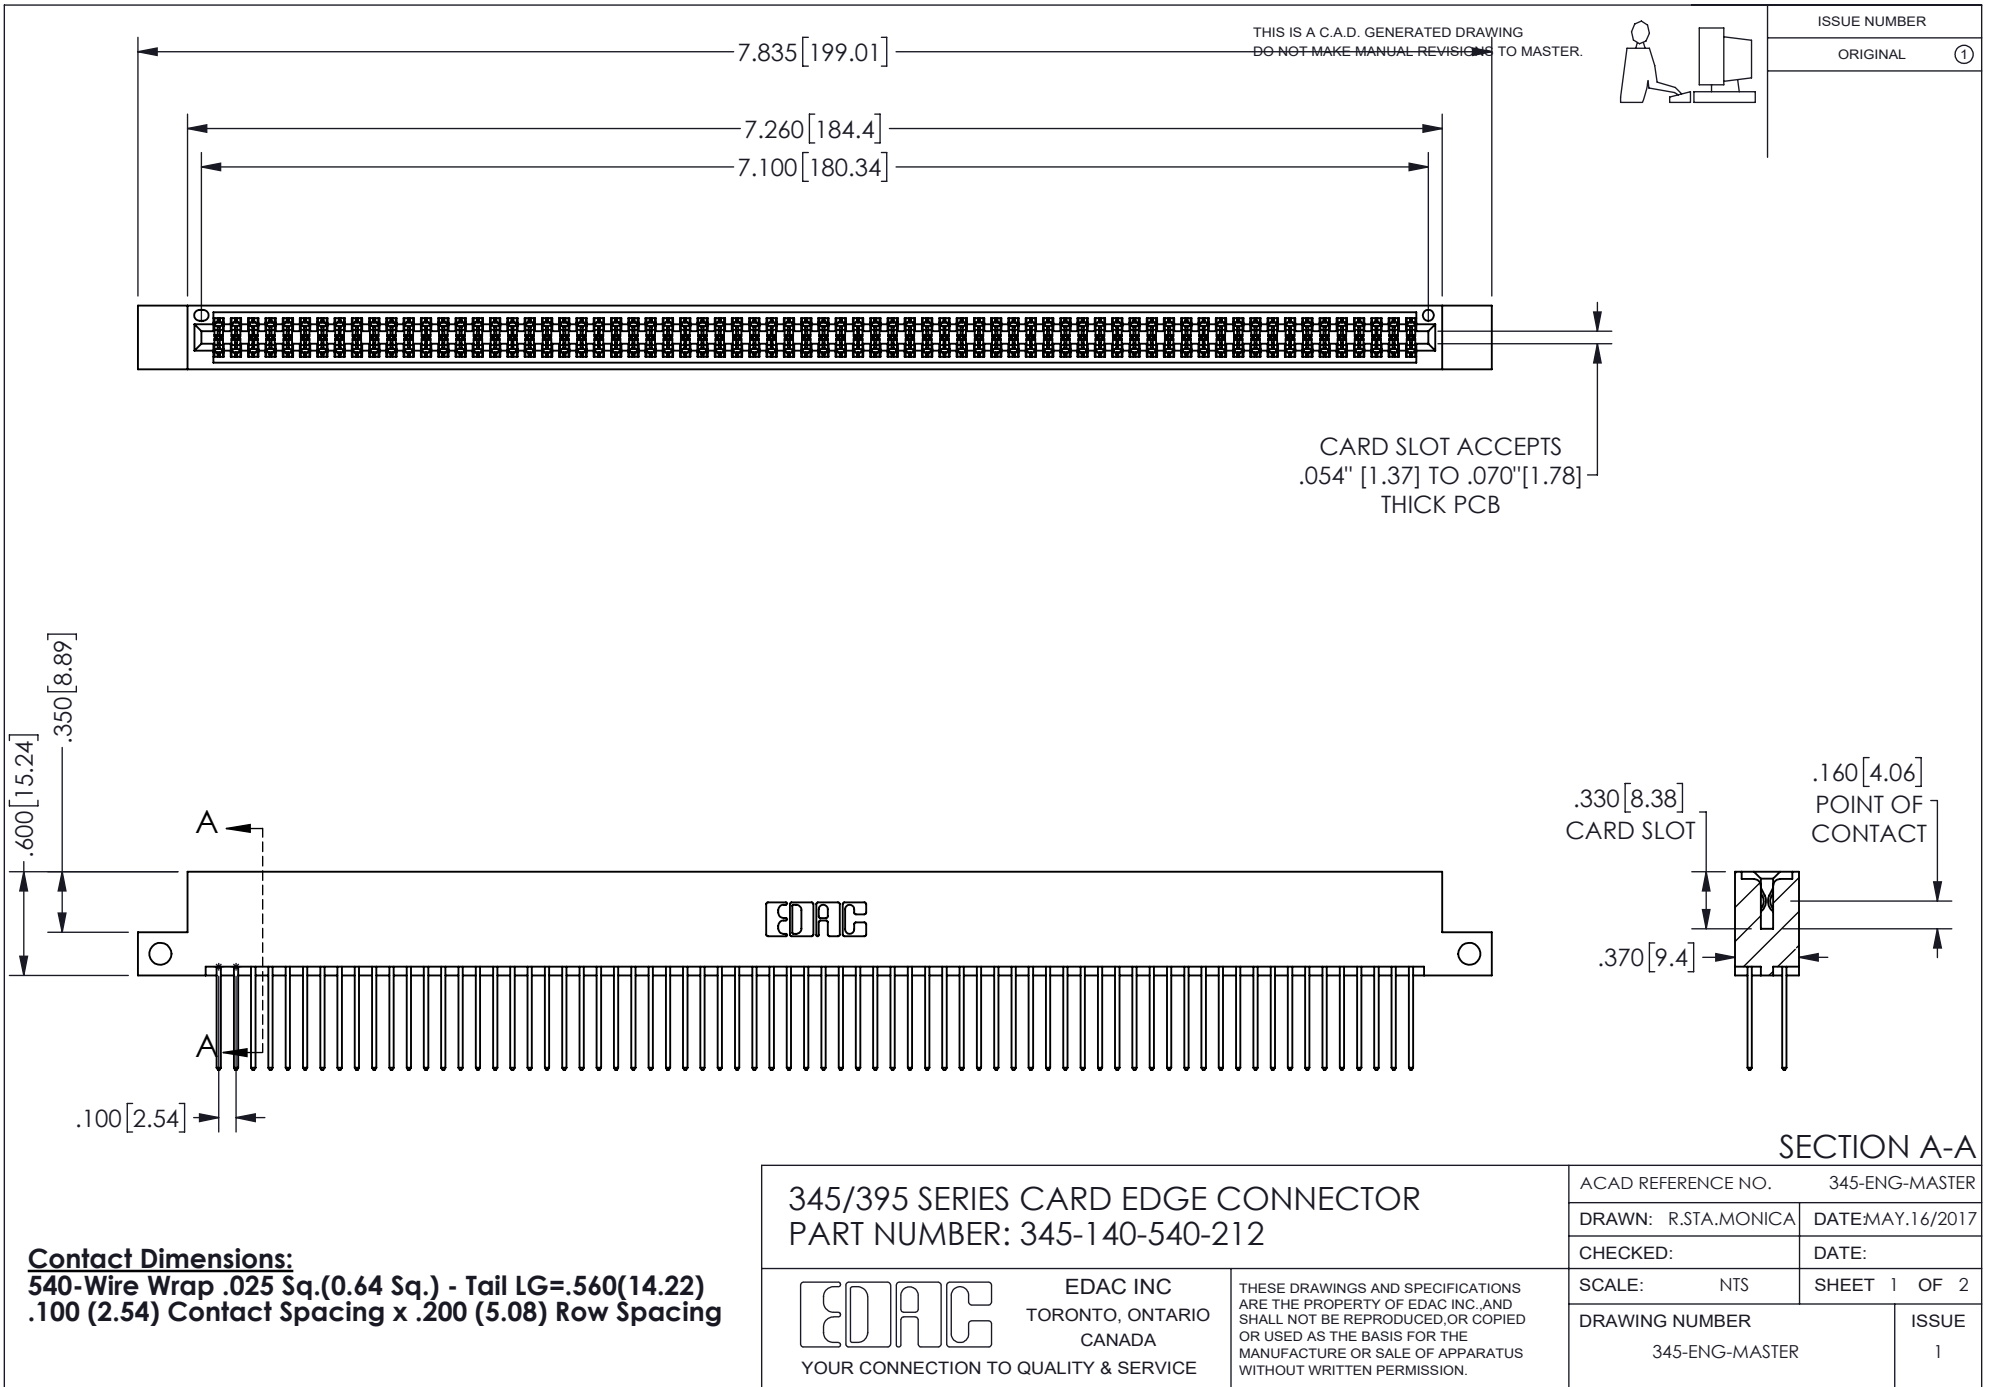 THIS IS A C.A.D. GENERATED DRAWING
DO NOT MAKE MANUAL REVISIONS TO MASTER.
ISSUE NUMBER
ORIGINAL 1
7.835[199.01]
7.260[184.4]
7.100[180.34]
CARD SLOT ACCEPTS
.054" [1.37] TO .070"[1.78]
THICK PCB
.350[8.89]
.600[15.24]
A
A
EDAC
.100[2.54]
.330[8.38]
CARD SLOT
.160[4.06]
POINT OF
CONTACT
.370[9.4]
SECTION A-A
Contact Dimensions:
540-Wire Wrap .025 Sq.(0.64 Sq.) - Tail LG=.560(14.22)
.100 (2.54) Contact Spacing x .200 (5.08) Row Spacing
345/395 SERIES CARD EDGE CONNECTOR
PART NUMBER: 345-140-540-212
EDAC
EDAC INC
TORONTO, ONTARIO
CANADA
YOUR CONNECTION TO QUALITY & SERVICE
THESE DRAWINGS AND SPECIFICATIONS
ARE THE PROPERTY OF EDAC INC.,AND
SHALL NOT BE REPRODUCED,OR COPIED
OR USED AS THE BASIS FOR THE
MANUFACTURE OR SALE OF APPARATUS
WITHOUT WRITTEN PERMISSION.
ACAD REFERENCE NO. 345-ENG-MASTER
DRAWN: R.STA.MONICA DATE:MAY.16/2017
CHECKED: DATE:
SCALE: NTS SHEET 1 OF 2
DRAWING NUMBER ISSUE
345-ENG-MASTER 1